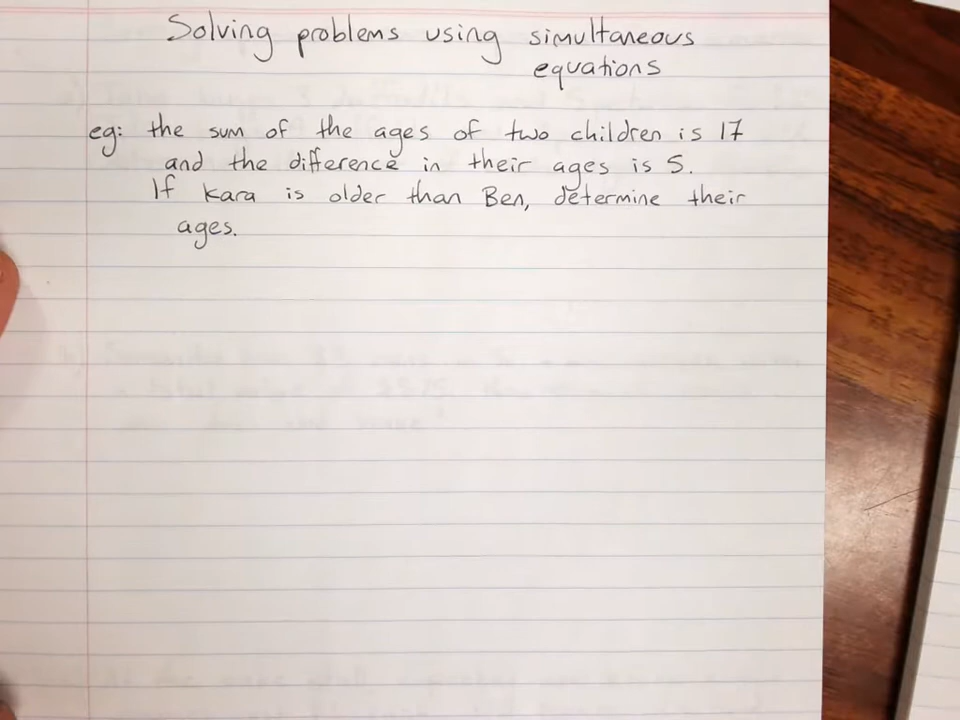 Solving problems using simultaneous
equations
eg: the sum of the ages of two children is 17
and the difference in their ages is 5.
If Kara is older than Ben, determine their
ages.